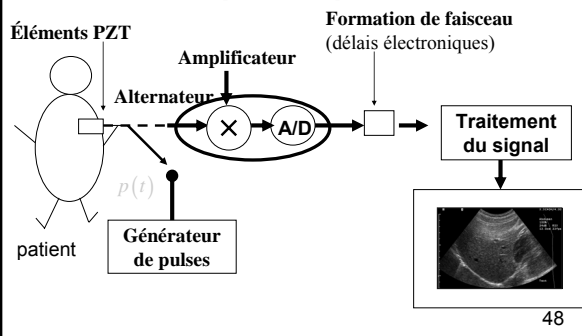 Éléments PZT
Formation de faisceau
(délais électroniques)
Amplificateur
Alternateur
×
A/D
Traitement
du signal
p(t)
Générateur
de pulses
patient
48